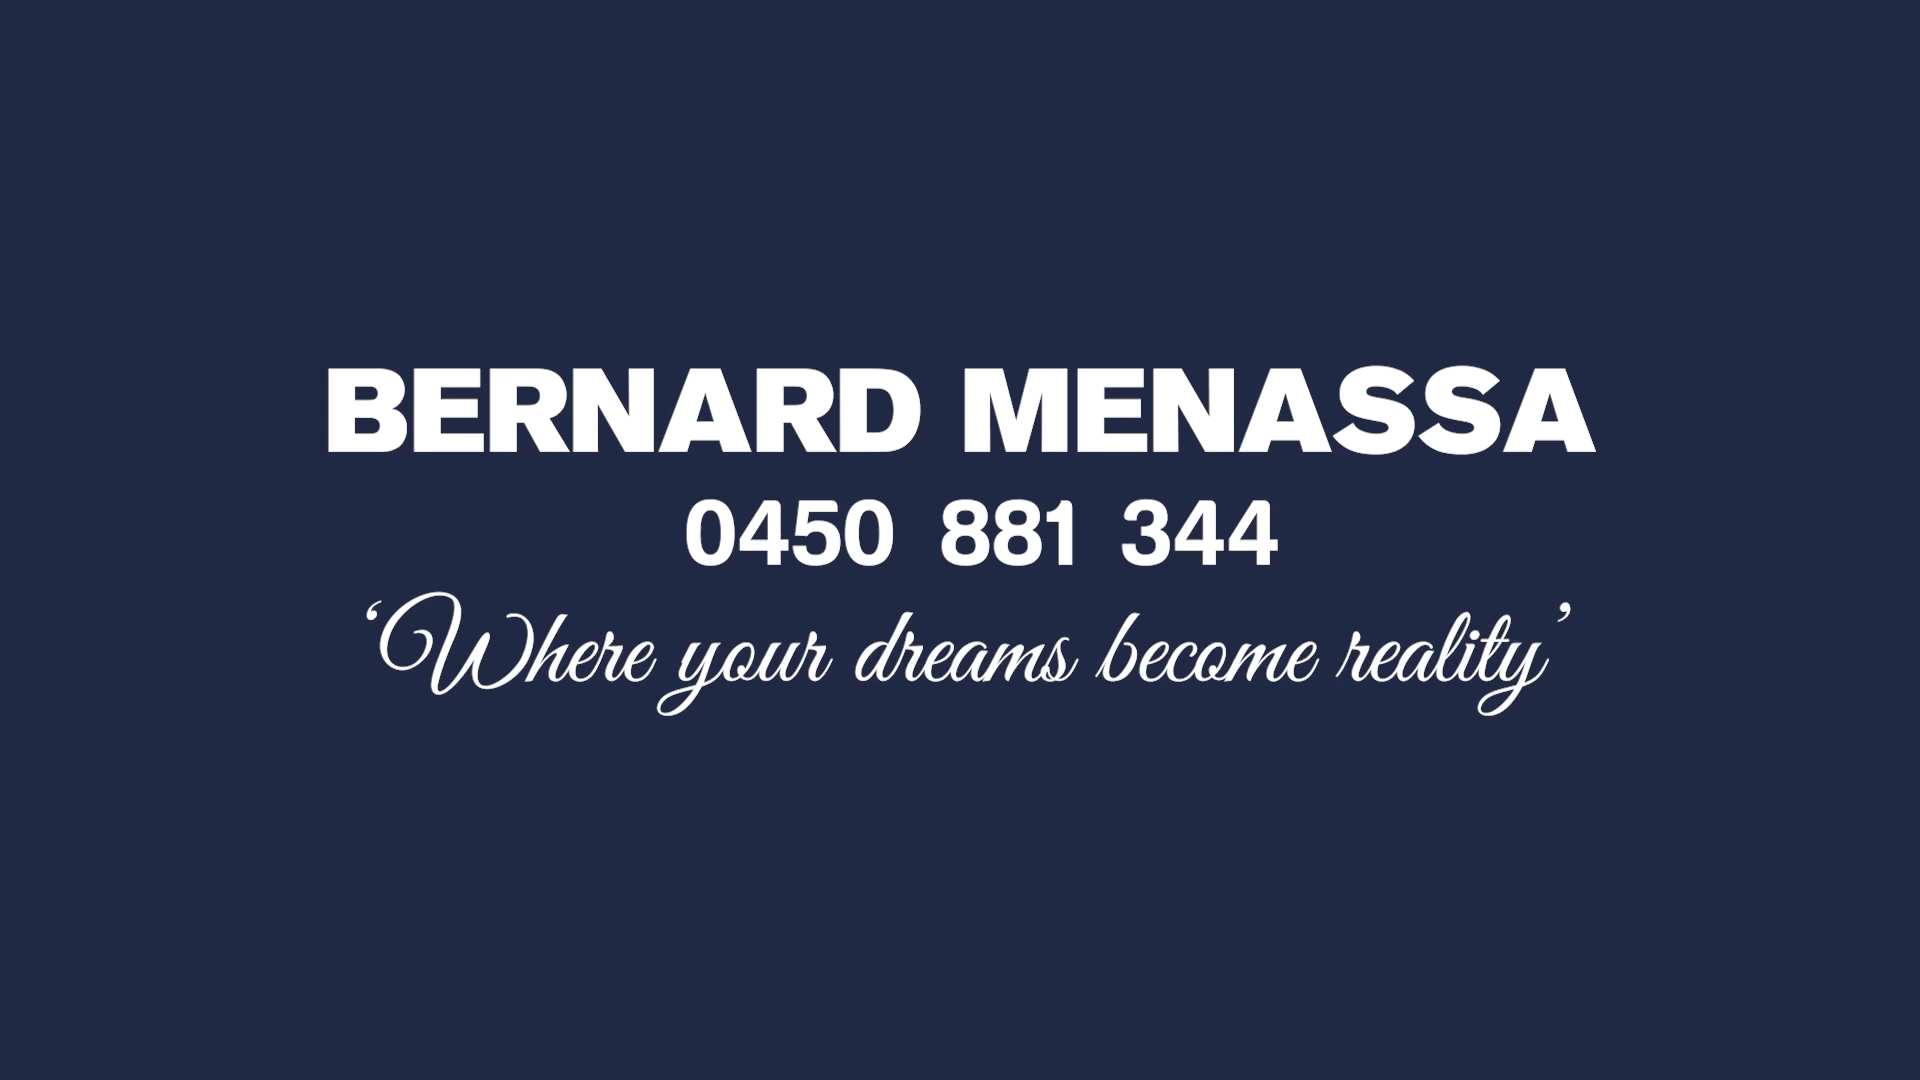 BERNARD MENASSA
0450 881 344
‘Where your dreams become reality’